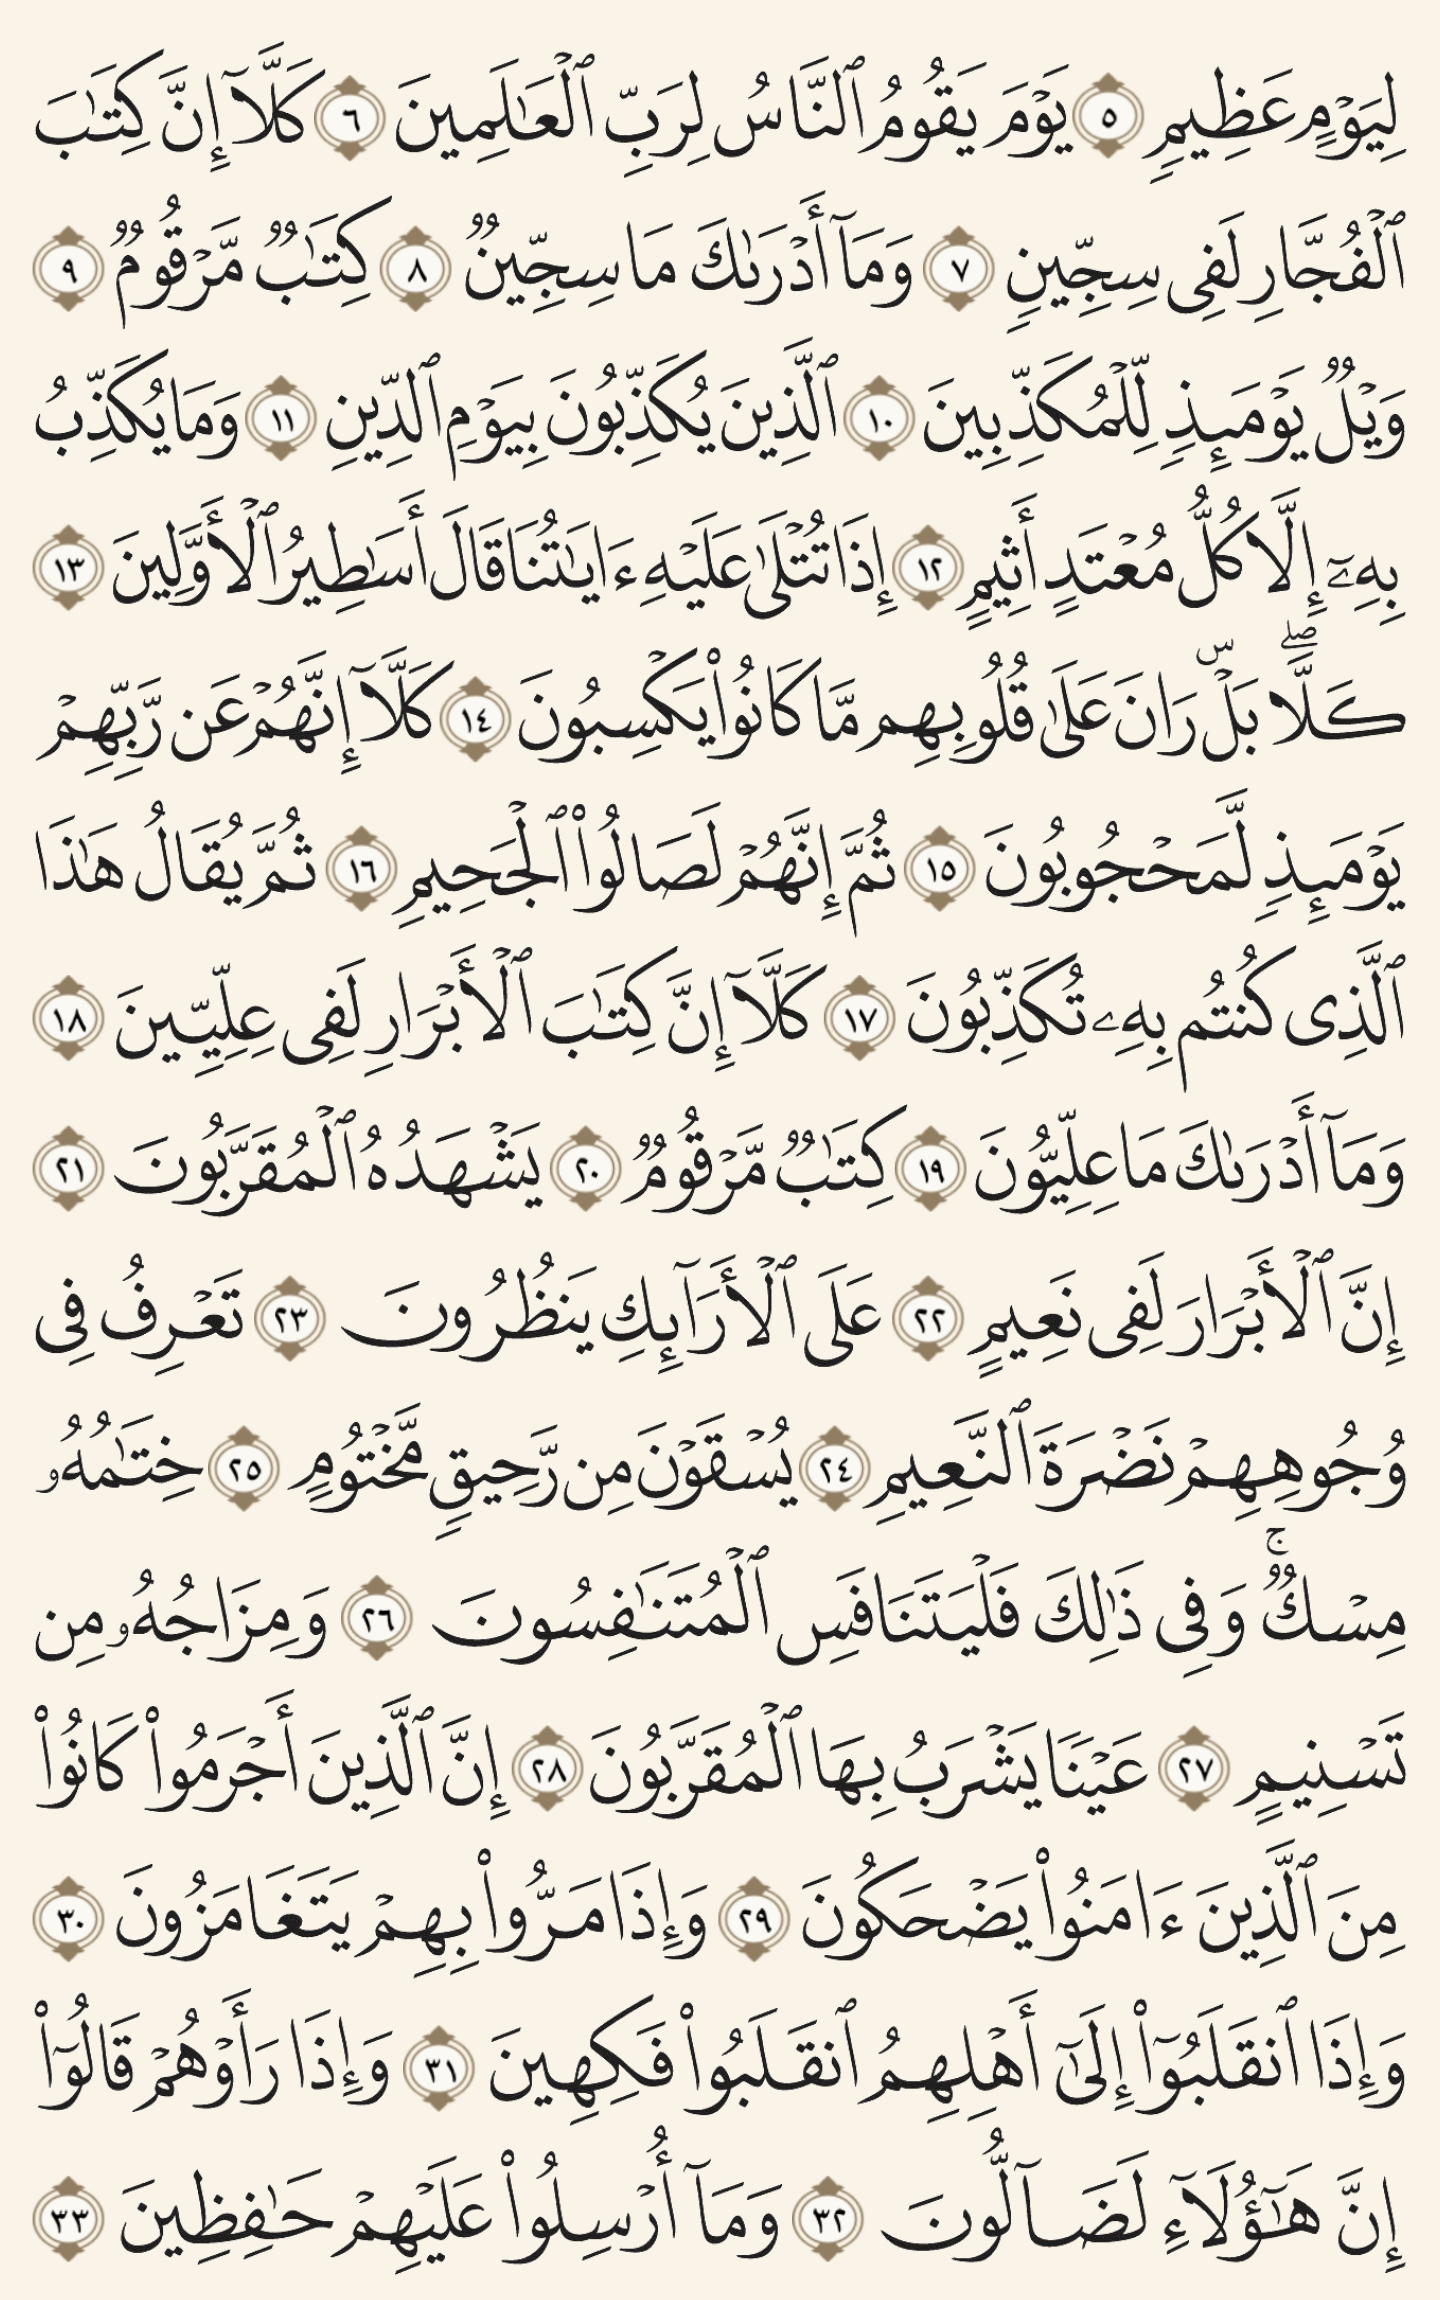 لِيَوْمٍ عَظِيمٍ ٥ يَوْمَ يَقُومُ ٱلنَّاسُ لِرَبِّ ٱلْعَٰلَمِينَ ٦ كَلَّآ إِنَّ كِتَٰبَ
ٱلْفُجَّارِ لَفِى سِجِّينٍ ٧ وَمَآ أَدْرَىٰكَ مَا سِجِّينٌ ٨ كِتَٰبٌ مَّرْقُومٌ ٩
وَيْلٌ يَوْمَئِذٍ لِّلْمُكَذِّبِينَ ١٠ ٱلَّذِينَ يُكَذِّبُونَ بِيَوْمِ ٱلدِّينِ ١١ وَمَا يُكَذِّبُ
بِهِۦٓ إِلَّا كُلُّ مُعْتَدٍ أَثِيمٍ ١٢ إِذَا تُتْلَىٰ عَلَيْهِ ءَايَٰتُنَا قَالَ أَسَٰطِيرُ ٱلْأَوَّلِينَ ١٣
كَلَّا ۖ بَلْ ۜ رَانَ عَلَىٰ قُلُوبِهِم مَّا كَانُوا۟ يَكْسِبُونَ ١٤ كَلَّآ إِنَّهُمْ عَن رَّبِّهِمْ
يَوْمَئِذٍ لَّمَحْجُوبُونَ ١٥ ثُمَّ إِنَّهُمْ لَصَالُوا۟ ٱلْجَحِيمِ ١٦ ثُمَّ يُقَالُ هَٰذَا
ٱلَّذِى كُنتُم بِهِۦ تُكَذِّبُونَ ١٧ كَلَّآ إِنَّ كِتَٰبَ ٱلْأَبْرَارِ لَفِى عِلِّيِّينَ ١٨
وَمَآ أَدْرَىٰكَ مَا عِلِّيُّونَ ١٩ كِتَٰبٌ مَّرْقُومٌ ٢٠ يَشْهَدُهُ ٱلْمُقَرَّبُونَ ٢١
إِنَّ ٱلْأَبْرَارَ لَفِى نَعِيمٍ ٢٢ عَلَى ٱلْأَرَآئِكِ يَنظُرُونَ ٢٣ تَعْرِفُ فِى
وُجُوهِهِمْ نَضْرَةَ ٱلنَّعِيمِ ٢٤ يُسْقَوْنَ مِن رَّحِيقٍ مَّخْتُومٍ ٢٥ خِتَٰمُهُۥ
مِسْكٌ ۚ وَفِى ذَٰلِكَ فَلْيَتَنَافَسِ ٱلْمُتَنَٰفِسُونَ ٢٦ وَمِزَاجُهُۥ مِن
تَسْنِيمٍ ٢٧ عَيْنًا يَشْرَبُ بِهَا ٱلْمُقَرَّبُونَ ٢٨ إِنَّ ٱلَّذِينَ أَجْرَمُوا۟ كَانُوا۟
مِنَ ٱلَّذِينَ ءَامَنُوا۟ يَضْحَكُونَ ٢٩ وَإِذَا مَرُّوا۟ بِهِمْ يَتَغَامَزُونَ ٣٠
وَإِذَا ٱنقَلَبُوٓا۟ إِلَىٰٓ أَهْلِهِمُ ٱنقَلَبُوا۟ فَكِهِينَ ٣١ وَإِذَا رَأَوْهُمْ قَالُوٓا۟
إِنَّ هَٰٓؤُلَآءِ لَضَآلُّونَ ٣٢ وَمَآ أُرْسِلُوا۟ عَلَيْهِمْ حَٰفِظِينَ ٣٣